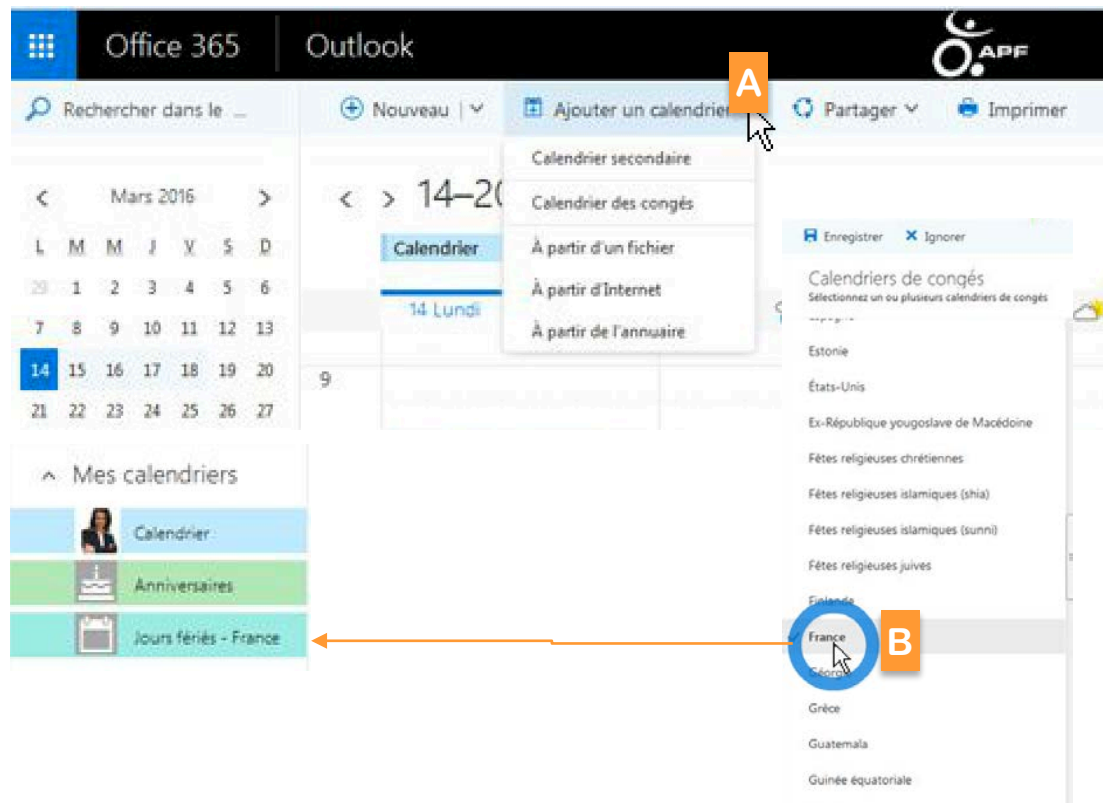 Office 365
Outlook
APF
A
Rechercher dans le ...
Nouveau
Ajouter un calendrier
Partager
Imprimer
Calendrier secondaire
Calendrier des congés
À partir d'un fichier
À partir d'Internet
À partir de l'annuaire
< Mars 2016 >
L M M J V S D
29 1 2 3 4 5 6
7 8 9 10 11 12 13
14 15 16 17 18 19 20
21 22 23 24 25 26 27
< > 14–20
Calendrier
14 Lundi
9
Enregistrer
Ignorer
Calendriers de congés
Sélectionnez un ou plusieurs calendriers de congés
Espagne
Estonie
États-Unis
Ex-République yougoslave de Macédoine
Fêtes religieuses chrétiennes
Fêtes religieuses islamiques (shia)
Fêtes religieuses islamiques (sunni)
Fêtes religieuses juives
Finlande
France
B
Géorgie
Grèce
Guatemala
Guinée équatoriale
Mes calendriers
Calendrier
Anniversaires
Jours fériés - France